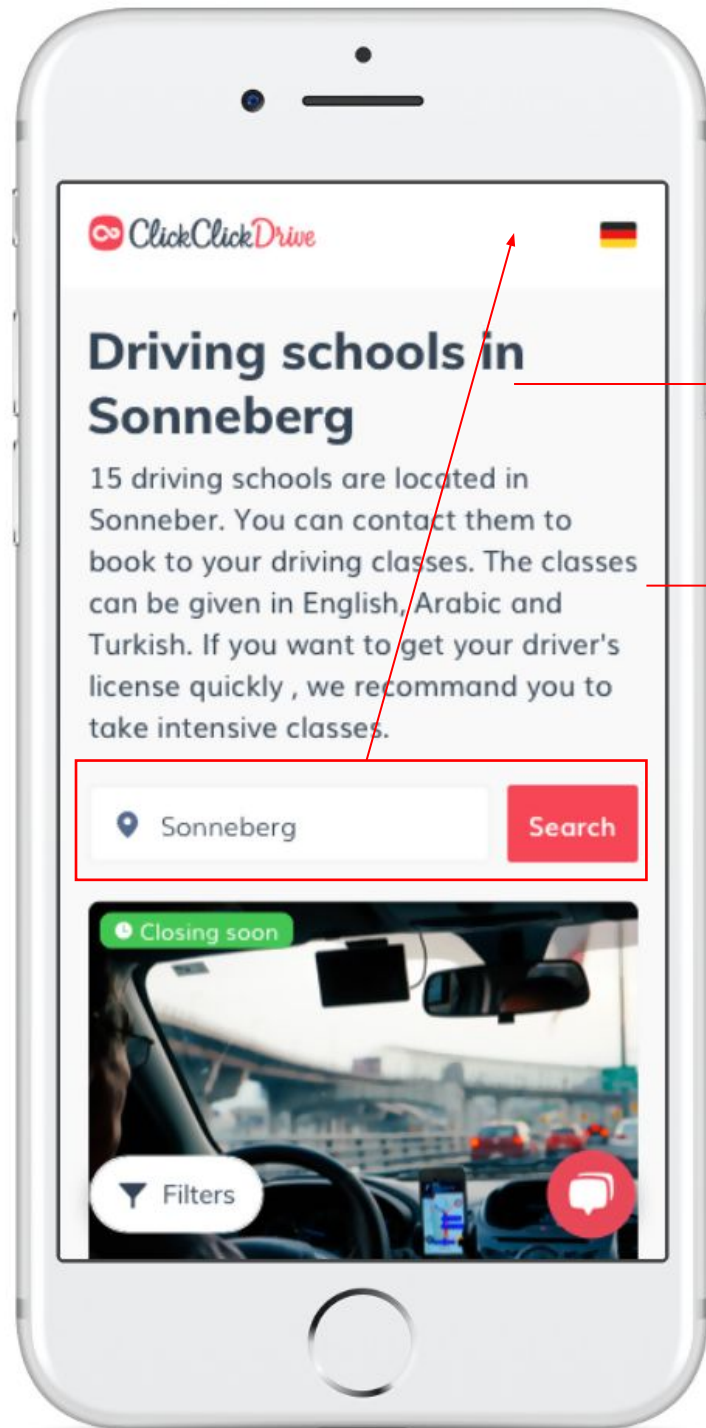 ClickClickDrive
Driving schools in
Sonneberg
15 driving schools are located in
Sonneber. You can contact them to
book to your driving classes. The classes
can be given in English, Arabic and
Turkish. If you want to get your driver's
license quickly , we recommand you to
take intensive classes.
Sonneberg
Search
Closing soon
Filters